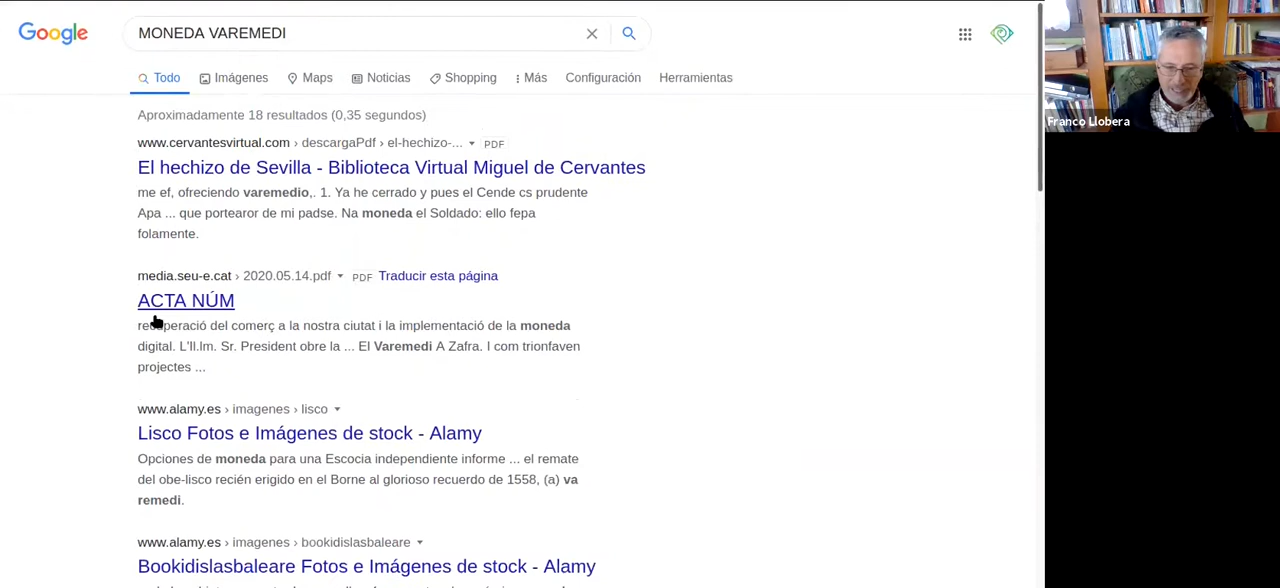 Google
MONEDA VAREMEDI
Todo Imágenes Maps Noticias Shopping Más Configuración Herramientas
Aproximadamente 18 resultados (0,35 segundos)
www.cervantesvirtual.com › descargaPdf › el-hechizo-... PDF
El hechizo de Sevilla - Biblioteca Virtual Miguel de Cervantes
me ef, ofreciendo varemedio,. 1. Ya he cerrado y pues el Cende cs prudente
Apa ... que portearor de mi padse. Na moneda el Soldado: ello fepa
folamente.
media.seu-e.cat › 2020.05.14.pdf PDF Traducir esta página
ACTA NÚM
recuperació del comerç a la nostra ciutat i la implementació de la moneda
digital. L'Il.lm. Sr. President obre la ... El Varemedi A Zafra. I com trionfaven
projectes ...
www.alamy.es › imagenes › lisco
Lisco Fotos e Imágenes de stock - Alamy
Opciones de moneda para una Escocia independiente informe ... el remate
del obe-lisco recién erigido en el Borne al glorioso recuerdo de 1558, (a) va
remedi.
www.alamy.es › imagenes › bookidislasbaleare
Bookidislasbaleare Fotos e Imágenes de stock - Alamy
Franco Llobera